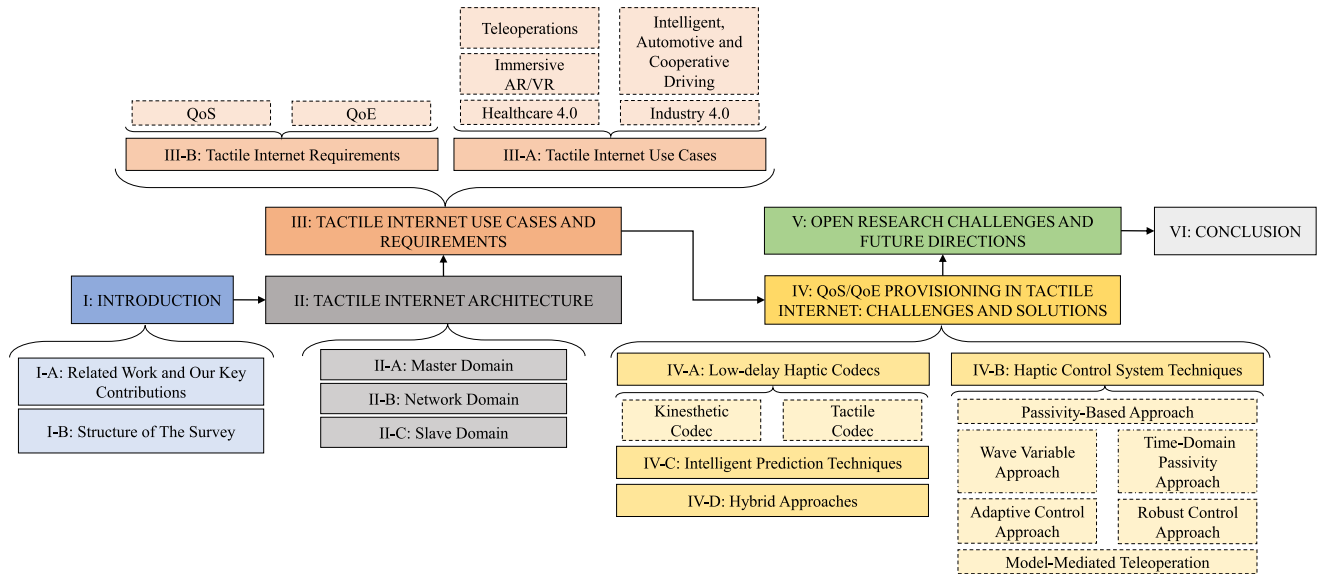 Teleoperations
Immersive
AR/VR
Healthcare 4.0
Intelligent,
Automotive and
Cooperative
Driving
Industry 4.0
QoS
QoE
III-B: Tactile Internet Requirements
III-A: Tactile Internet Use Cases
III: TACTILE INTERNET USE CASES AND
REQUIREMENTS
V: OPEN RESEARCH CHALLENGES AND
FUTURE DIRECTIONS
VI: CONCLUSION
I: INTRODUCTION
II: TACTILE INTERNET ARCHITECTURE
IV: QoS/QoE PROVISIONING IN TACTILE
INTERNET: CHALLENGES AND SOLUTIONS
I-A: Related Work and Our Key
Contributions
I-B: Structure of The Survey
II-A: Master Domain
II-B: Network Domain
II-C: Slave Domain
IV-A: Low-delay Haptic Codecs
Kinesthetic
Codec
Tactile
Codec
IV-C: Intelligent Prediction Techniques
IV-D: Hybrid Approaches
IV-B: Haptic Control System Techniques
Passivity-Based Approach
Wave Variable
Approach
Time-Domain
Passivity
Approach
Adaptive Control
Approach
Robust Control
Approach
Model-Mediated Teleoperation